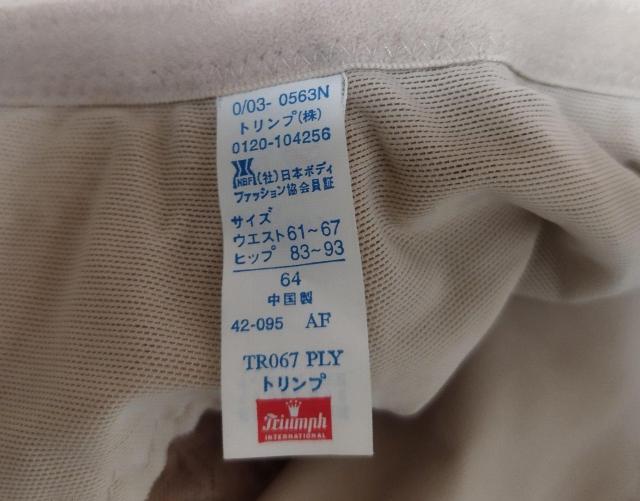 0/03- 0563N
トリンプ(株)
0120-104256
NBF (社)日本ボディ
ファッション協会員証
サイズ
ウエスト61~67
ヒップ 83~93
64
中国製
42-095 AF
TR067 PLY
トリンプ
Triumph
INTERNATIONAL